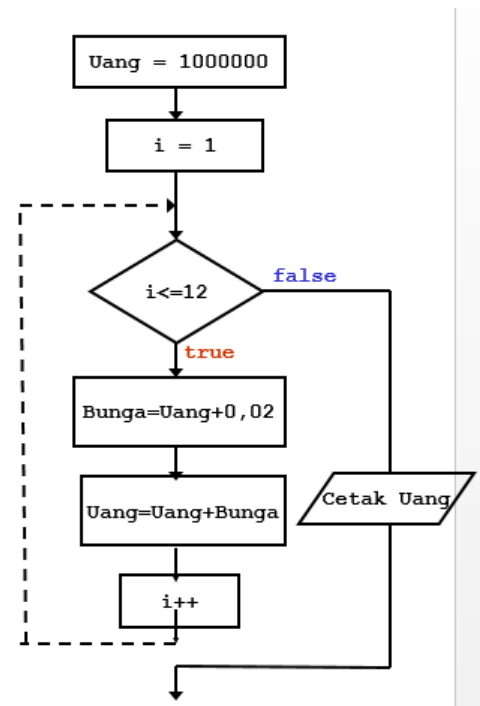 Uang = 1000000
i = 1
i<=12
false
true
Bunga=Uang+0,02
Uang=Uang+Bunga
Cetak Uang
i++